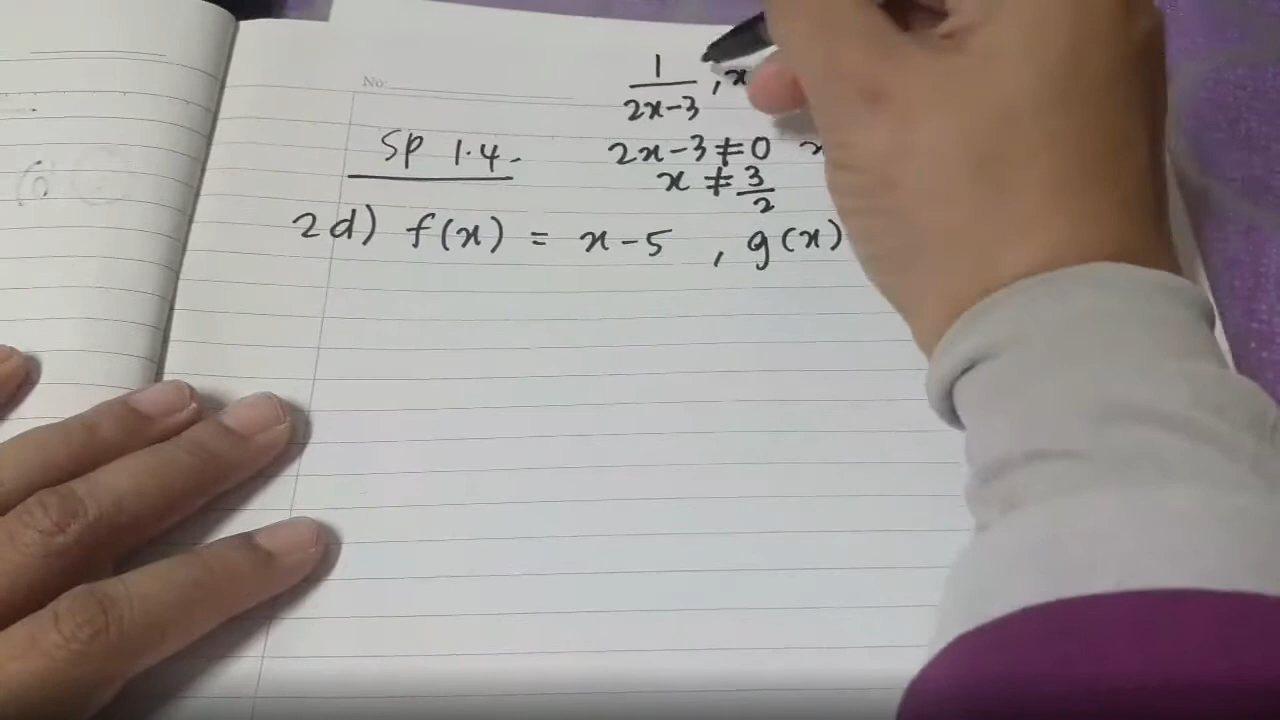 No:
1/(2x-3) , x
SP 1.4.
2x-3≠0
x ≠ 3/2
2d) f(x) = x-5 , g(x)